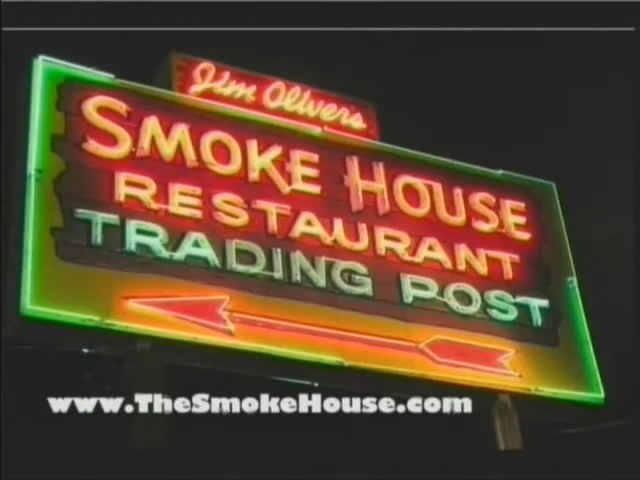 Jim Oliver's
SMOKE HOUSE
RESTAURANT
TRADING POST
www.TheSmokeHouse.com